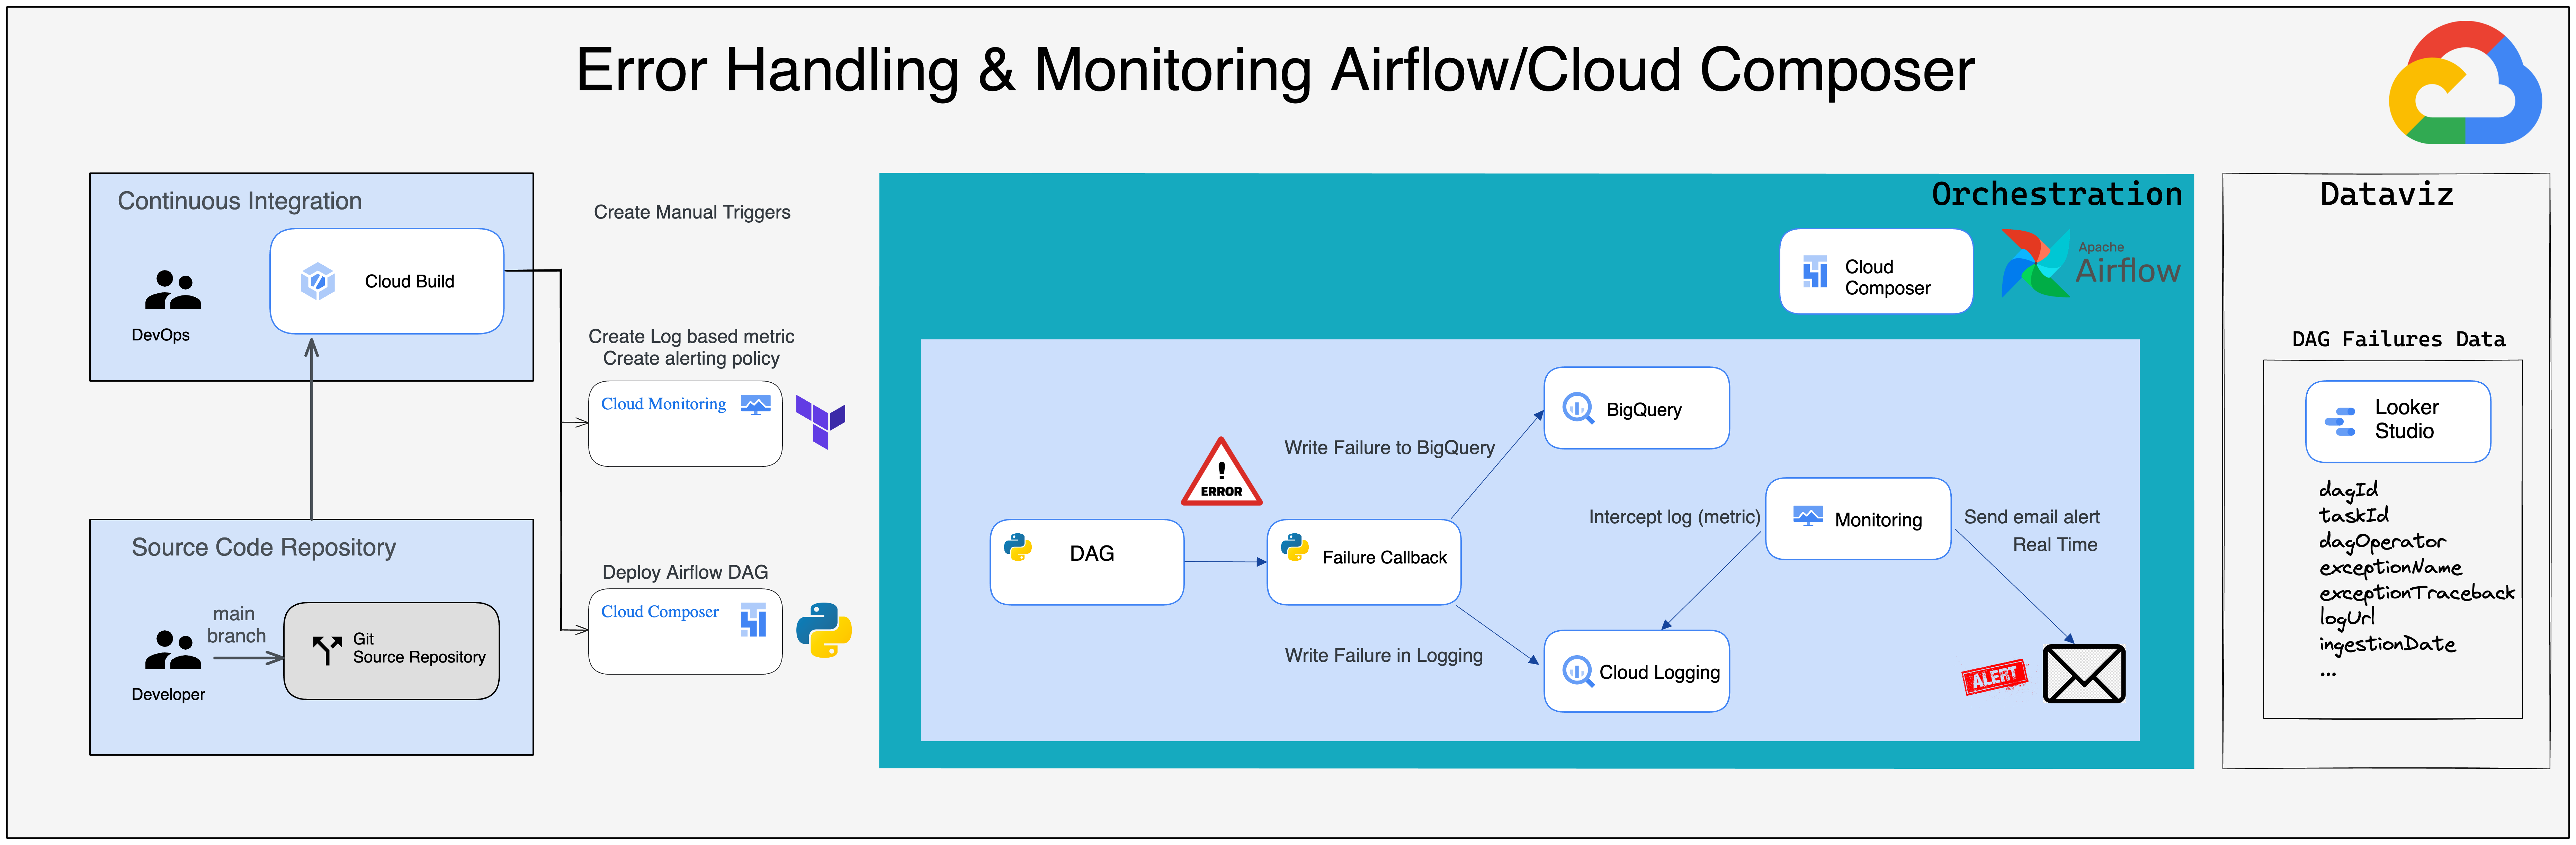 Error Handling & Monitoring Airflow/Cloud Composer
Continuous Integration
Cloud Build
DevOps
Source Code Repository
main
branch
Git
Source Repository
Developer
Create Manual Triggers
Create Log based metric
Create alerting policy
Cloud Monitoring
Deploy Airflow DAG
Cloud Composer
Orchestration
Cloud
Composer
Apache
Airflow
DAG
!
ERROR
Failure Callback
Write Failure to BigQuery
BigQuery
Write Failure in Logging
Cloud Logging
Intercept log (metric)
Monitoring
Send email alert
Real Time
ALERT
Dataviz
DAG Failures Data
Looker
Studio
dagId
taskId
dagOperator
exceptionName
exceptionTraceback
logUrl
ingestionDate
...